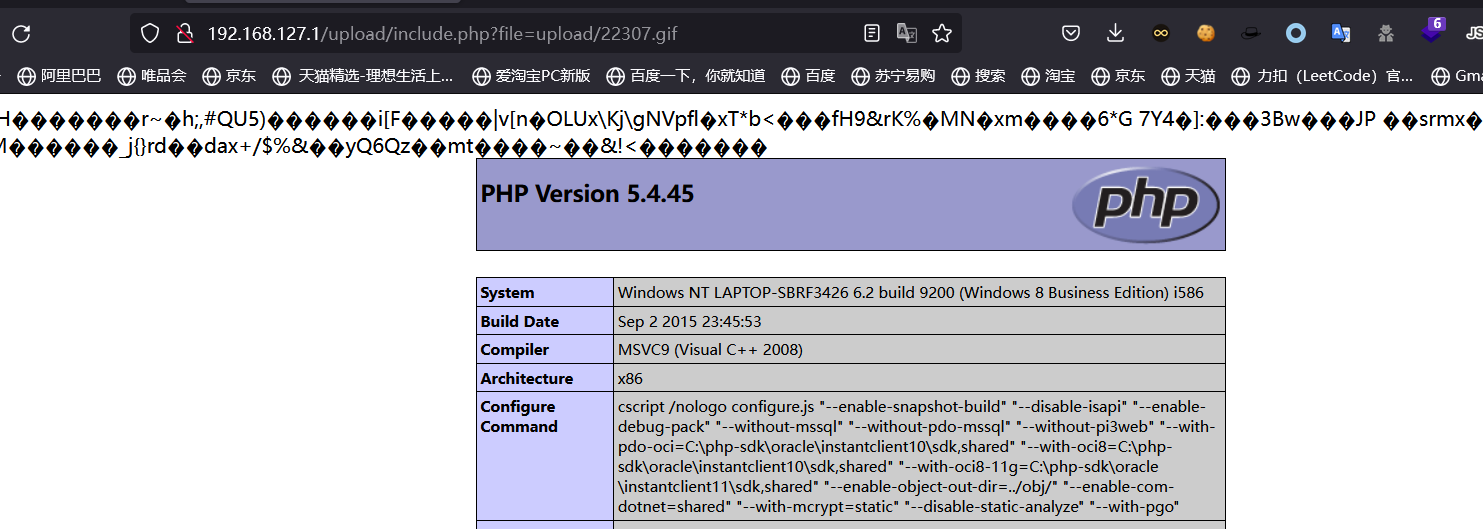 192.168.127.1/upload/include.php?file=upload/22307.gif
6
JS
阿里巴巴 唯品会 京东 天猫精选-理想生活上... 爱淘宝PC新版 百度一下，你就知道 百度 苏宁易购 搜索 淘宝 京东 天猫 力扣（LeetCode）官... Gma
H�������r~�h;,#QU5)������i[F�����|v[n�OLUx\Kj\gNVpfl�xT*b<���fH9&rK%�MN�xm����6*G 7Y4�]:���3Bw���JP ��srmx�
M������_j{}rd��dax+/$%&��yQ6Qz��mt����~��&!<�������
PHP Version 5.4.45
php
System Windows NT LAPTOP-SBRF3426 6.2 build 9200 (Windows 8 Business Edition) i586
Build Date Sep 2 2015 23:45:53
Compiler MSVC9 (Visual C++ 2008)
Architecture x86
Configure Command cscript /nologo configure.js "--enable-snapshot-build" "--disable-isapi" "--enable-
debug-pack" "--without-mssql" "--without-pdo-mssql" "--without-pi3web" "--with-
pdo-oci=C:\php-sdk\oracle\instantclient10\sdk,shared" "--with-oci8=C:\php-
sdk\oracle\instantclient10\sdk,shared" "--with-oci8-11g=C:\php-sdk\oracle
\instantclient11\sdk,shared" "--enable-object-out-dir=../obj/" "--enable-com-
dotnet=shared" "--with-mcrypt=static" "--disable-static-analyze" "--with-pgo"